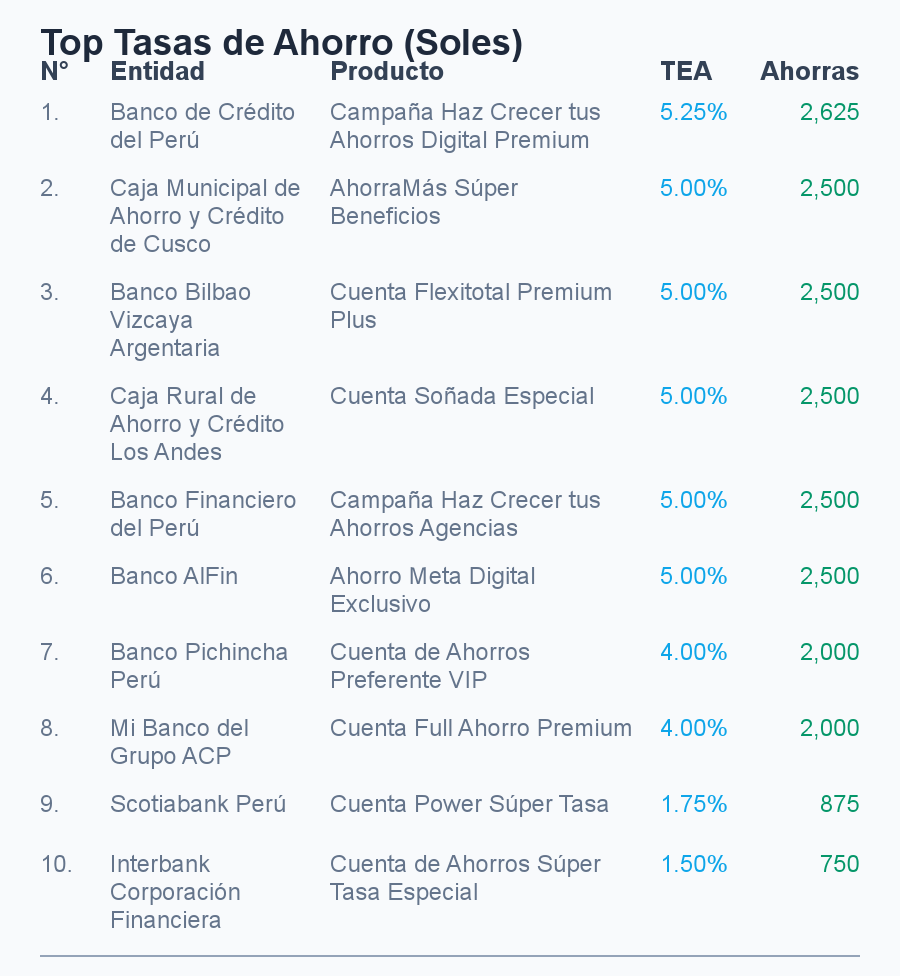 Top Tasas de Ahorro (Soles)
N° Entidad Producto TEA Ahorras
1. Banco de Crédito Campaña Haz Crecer tus 5.25% 2,625
del Perú Ahorros Digital Premium
2. Caja Municipal de AhorraMás Súper 5.00% 2,500
Ahorro y Crédito Beneficios
de Cusco
3. Banco Bilbao Cuenta Flexitotal Premium 5.00% 2,500
Vizcaya Plus
Argentaria
4. Caja Rural de Cuenta Soñada Especial 5.00% 2,500
Ahorro y Crédito
Los Andes
5. Banco Financiero Campaña Haz Crecer tus 5.00% 2,500
del Perú Ahorros Agencias
6. Banco AlFin Ahorro Meta Digital 5.00% 2,500
Exclusivo
7. Banco Pichincha Cuenta de Ahorros 4.00% 2,000
Perú Preferente VIP
8. Mi Banco del Cuenta Full Ahorro Premium 4.00% 2,000
Grupo ACP
9. Scotiabank Perú Cuenta Power Súper Tasa 1.75% 875
10. Interbank Cuenta de Ahorros Súper 1.50% 750
Corporación Tasa Especial
Financiera